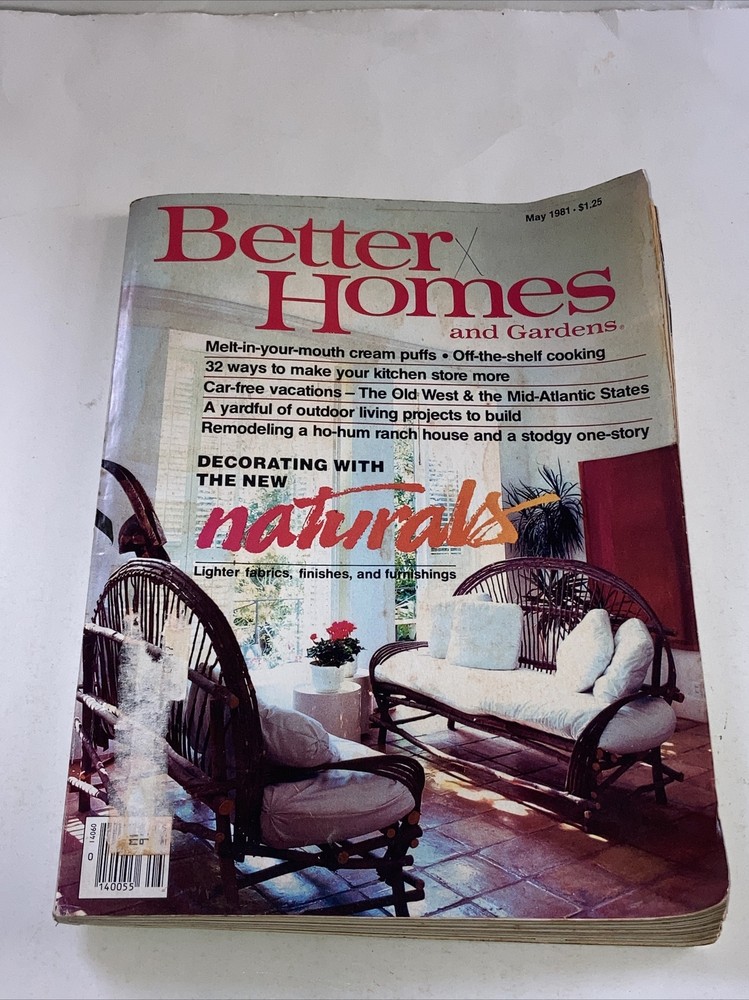 May 1981 • $1.25
Better
Homes
and Gardens®
Melt-in-your-mouth cream puffs • Off-the-shelf cooking
32 ways to make your kitchen store more
Car-free vacations – The Old West & the Mid-Atlantic States
A yardful of outdoor living projects to build
Remodeling a ho-hum ranch house and a stodgy one-story
DECORATING WITH
THE NEW
naturals
Lighter fabrics, finishes, and furnishings
0 14060
140055